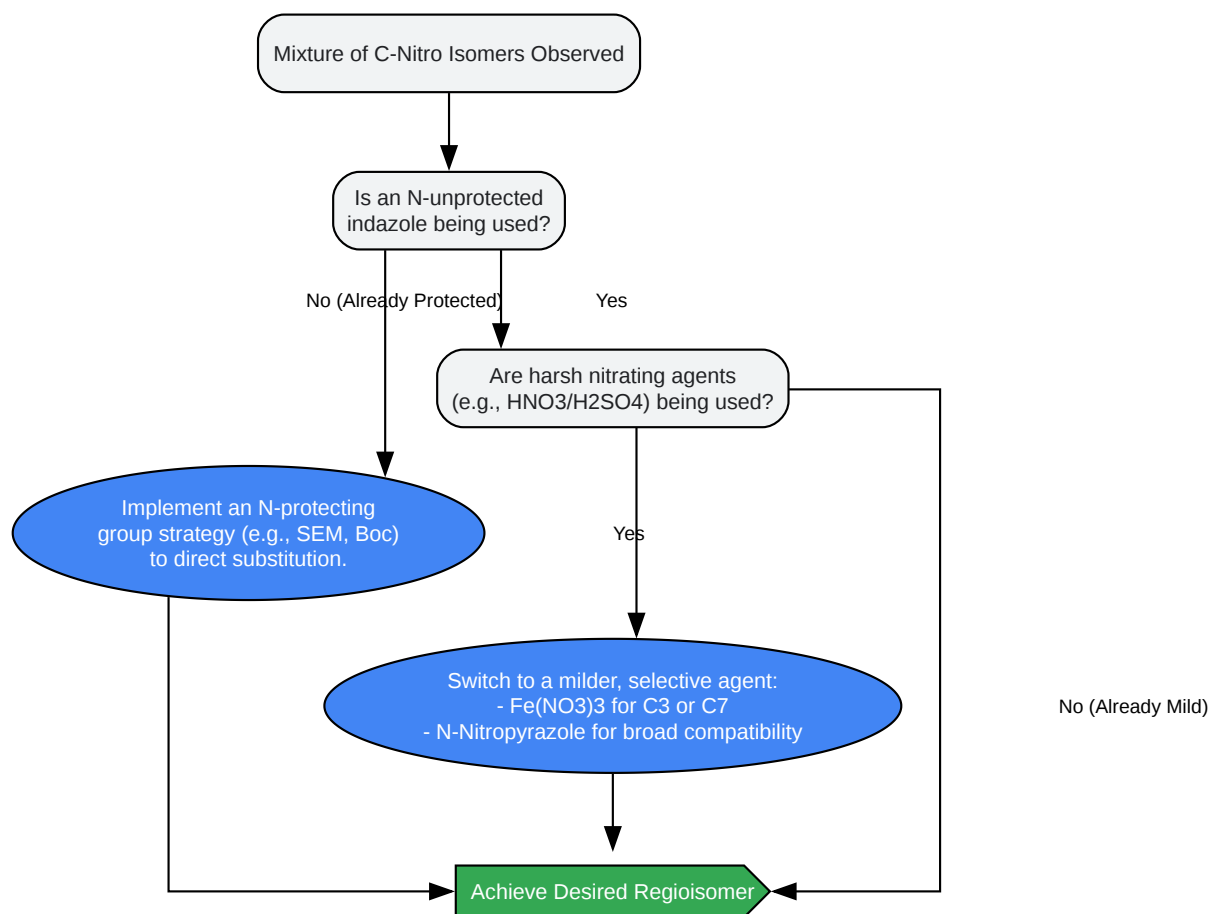 Mixture of C-Nitro Isomers Observed
Is an N-unprotected
indazole being used?
No (Already Protected)
Yes
Are harsh nitrating agents
(e.g., HNO3/H2SO4) being used?
Implement an N-protecting
group strategy (e.g., SEM, Boc)
to direct substitution.
Yes
Switch to a milder, selective agent:
- Fe(NO3)3 for C3 or C7
- N-Nitropyrazole for broad compatibility
No (Already Mild)
Achieve Desired Regioisomer